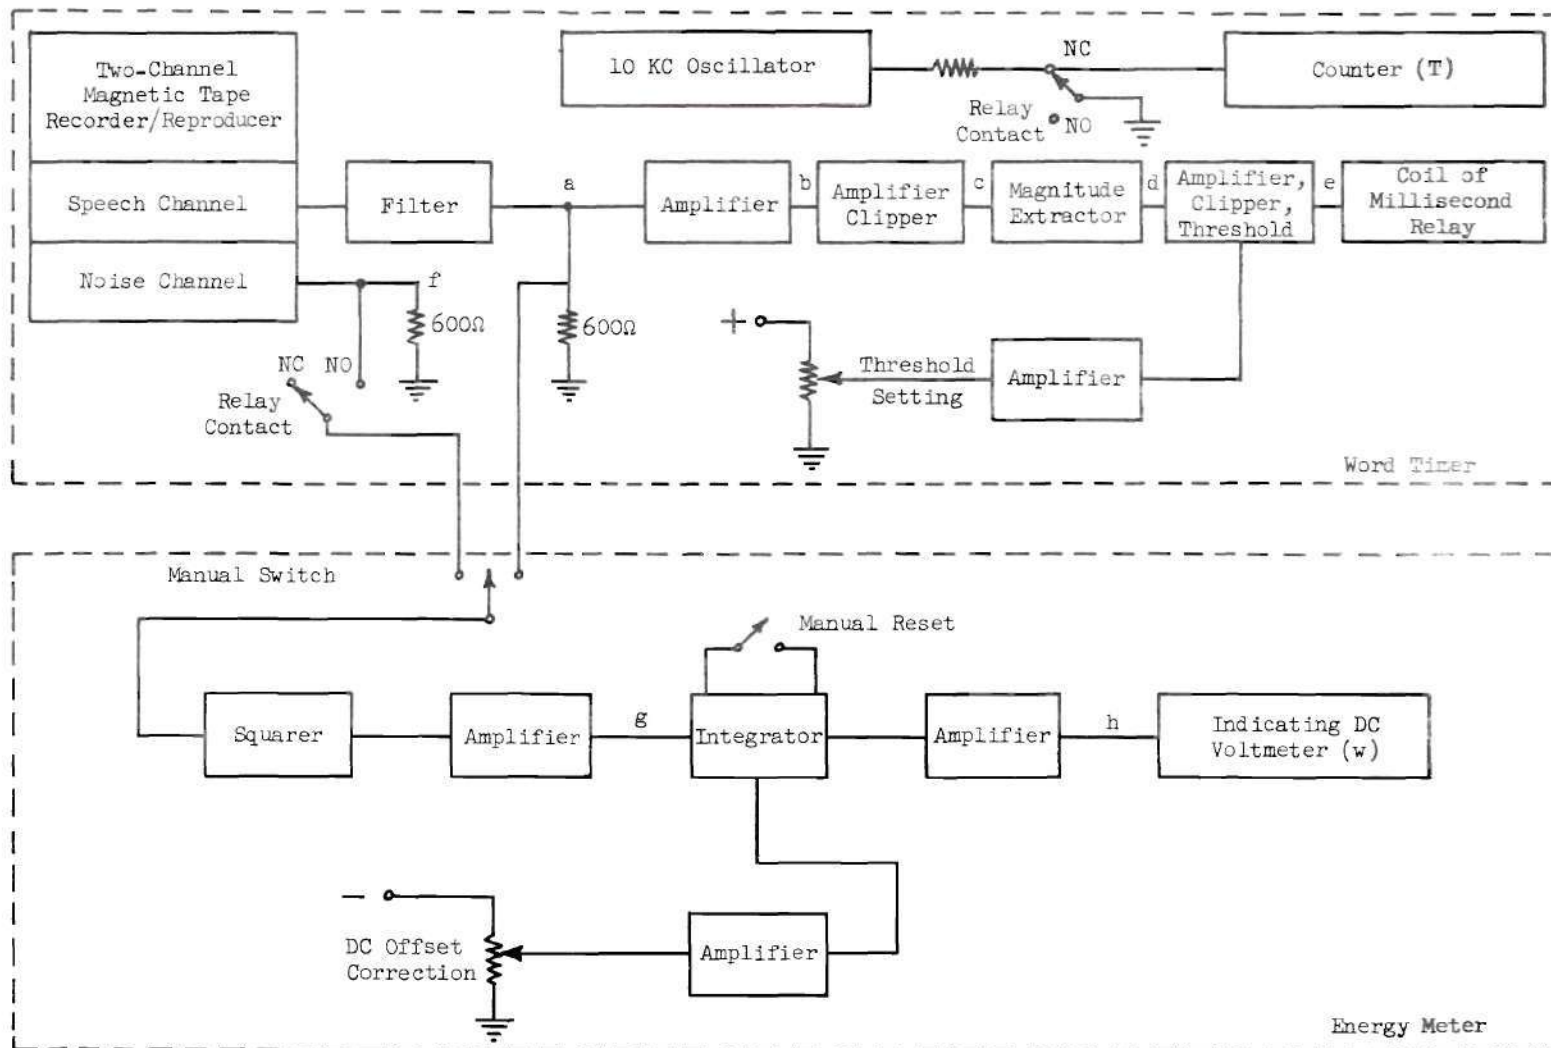 Two-Channel
Magnetic Tape
Recorder/Reproducer
Speech Channel
Noise Channel
10 KC Oscillator
NC
Relay
Contact
NO
Counter (T)
Filter
a
Amplifier
b
Amplifier
Clipper
c
Magnitude
Extractor
d
Amplifier,
Clipper,
Threshold
e
Coil of
Millisecond
Relay
f
600Ω
600Ω
NC
NO
Relay
Contact
+
Threshold
Setting
Amplifier
Word Timer
Manual Switch
Manual Reset
Squarer
Amplifier
g
Integrator
Amplifier
h
Indicating DC
Voltmeter (w)
-
DC Offset
Correction
Amplifier
Energy Meter